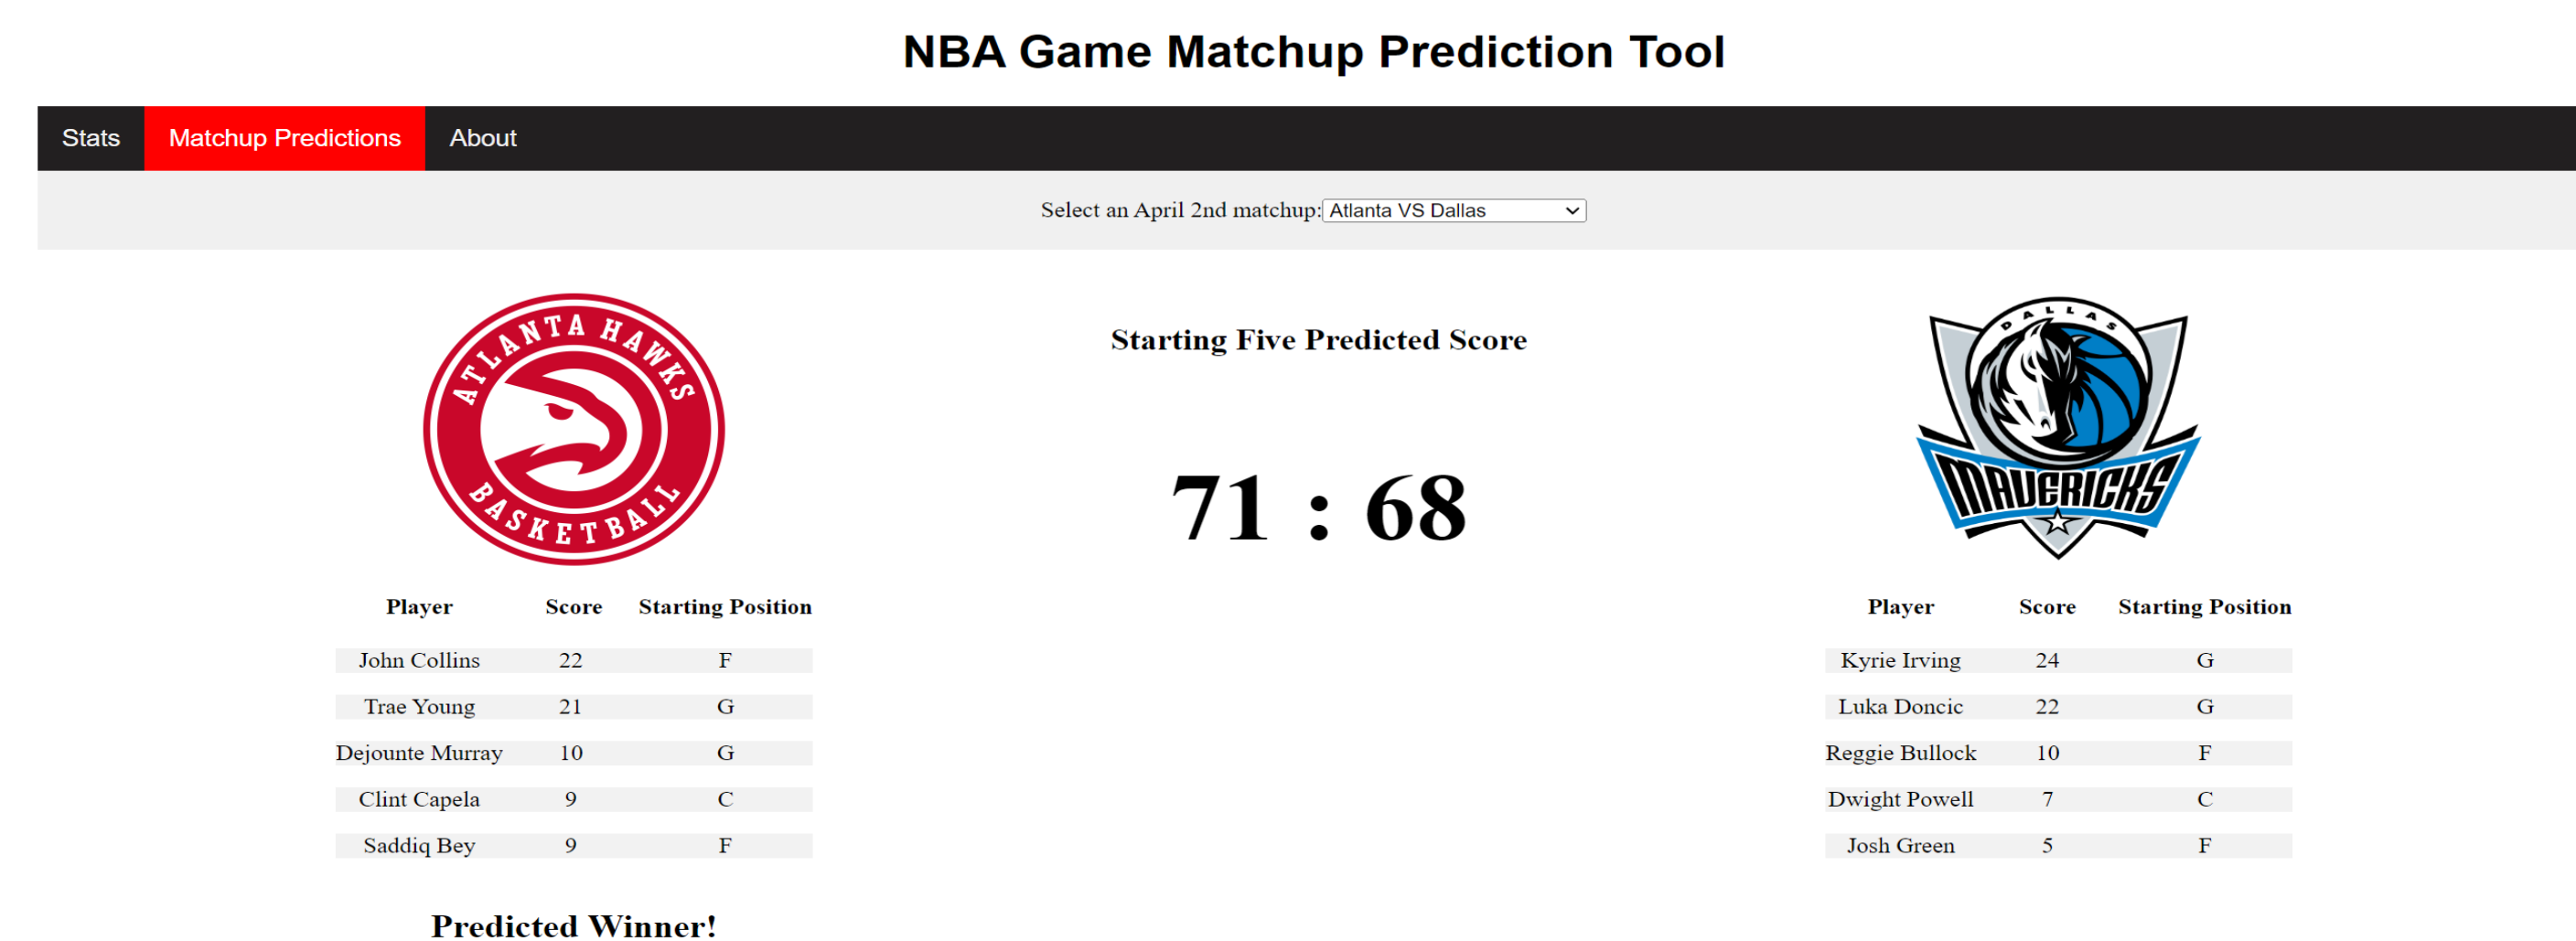 NBA Game Matchup Prediction Tool
Stats Matchup Predictions About
Select an April 2nd matchup: Atlanta VS Dallas
ATLANTA HAWKS
BASKETBALL
Starting Five Predicted Score
71 : 68
DALLAS
MAVERICKS
Player Score Starting Position
John Collins 22 F
Trae Young 21 G
Dejounte Murray 10 G
Clint Capela 9 C
Saddiq Bey 9 F
Predicted Winner!
Player Score Starting Position
Kyrie Irving 24 G
Luka Doncic 22 G
Reggie Bullock 10 F
Dwight Powell 7 C
Josh Green 5 F